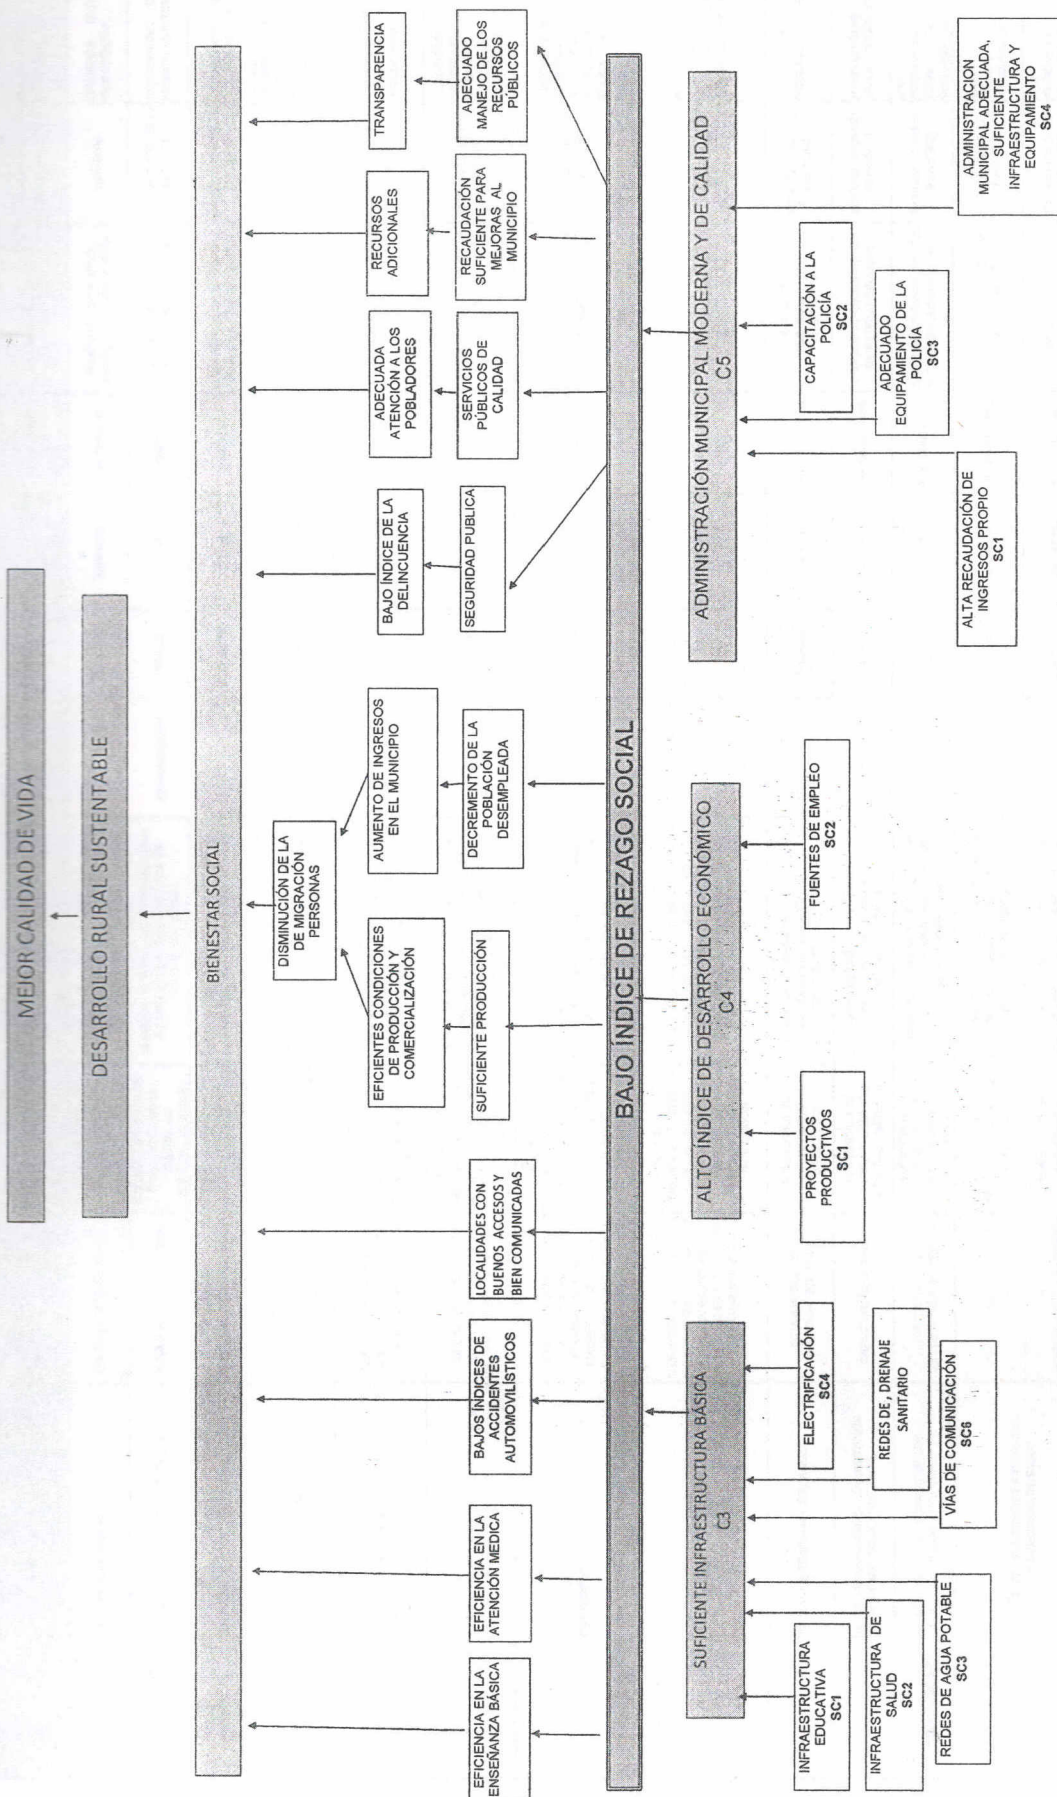 MEJOR CALIDAD DE VIDA
DESARROLLO RURAL SUSTENTABLE
BIENESTAR SOCIAL
DISMINUCIÓN DE LA
DE MIGRACIÓN
PERSONAS
EFICIENTES CONDICIONES
DE PRODUCCIÓN Y
COMERCIALIZACIÓN
AUMENTO DE INGRESOS
EN EL MUNICIPIO
BAJO ÍNDICE DE LA
DELINCUENCIA
ADECUADA
ATENCIÓN A LOS
POBLADORES
RECURSOS
ADICIONALES
TRANSPARENCIA
EFICIENCIA EN LA
ENSEÑANZA BÁSICA
EFICIENCIA EN LA
ATENCIÓN MEDICA
BAJOS ÍNDICES DE
ACCIDENTES
AUTOMOVILÍSTICOS
LOCALIDADES CON
BUENOS ACCESOS Y
BIEN COMUNICADAS
SUFICIENTE PRODUCCIÓN
DECREMENTO DE LA
POBLACIÓN
DESEMPLEADA
SEGURIDAD PUBLICA
SERVICIOS
PÚBLICOS DE
CALIDAD
RECAUDACIÓN
SUFICIENTE PARA
MEJORAS AL
MUNICIPIO
ADECUADO
MANEJO DE LOS
RECURSOS
PÚBLICOS
BAJO ÍNDICE DE REZAGO SOCIAL
SUFICIENTE INFRAESTRUCTURA BÁSICA
C3
ALTO ÍNDICE DE DESARROLLO ECONÓMICO
C4
ADMINISTRACIÓN MUNICIPAL MODERNA Y DE CALIDAD
C5
INFRAESTRUCTURA
EDUCATIVA
SC1
INFRAESTRUCTURA DE
SALUD
SC2
REDES DE AGUA POTABLE
SC3
ELECTRIFICACIÓN
SC4
REDES DE, DRENAJE
SANITARIO
VÍAS DE COMUNICACIÓN
SC6
PROYECTOS
PRODUCTIVOS
SC1
FUENTES DE EMPLEO
SC2
ALTA RECAUDACIÓN DE
INGRESOS PROPIO
SC1
CAPACITACIÓN A LA
POLICÍA
SC2
ADECUADO
EQUIPAMIENTO DE LA
POLICÍA
SC3
ADMINISTRACION
MUNICIPAL ADECUADA,
SUFICIENTE
INFRAESTRUCTURA Y
EQUIPAMIENTO
SC4